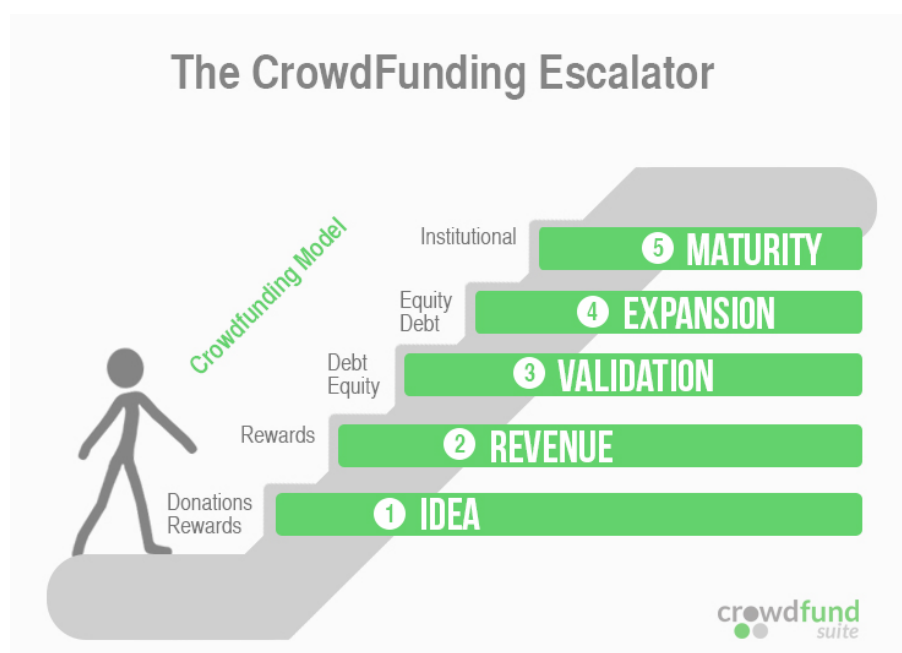 The CrowdFunding Escalator
Crowdfunding Model
Institutional
5 MATURITY
Equity
Debt
4 EXPANSION
Debt
Equity
3 VALIDATION
Rewards
2 REVENUE
Donations
Rewards
1 IDEA
crowdfund
suite